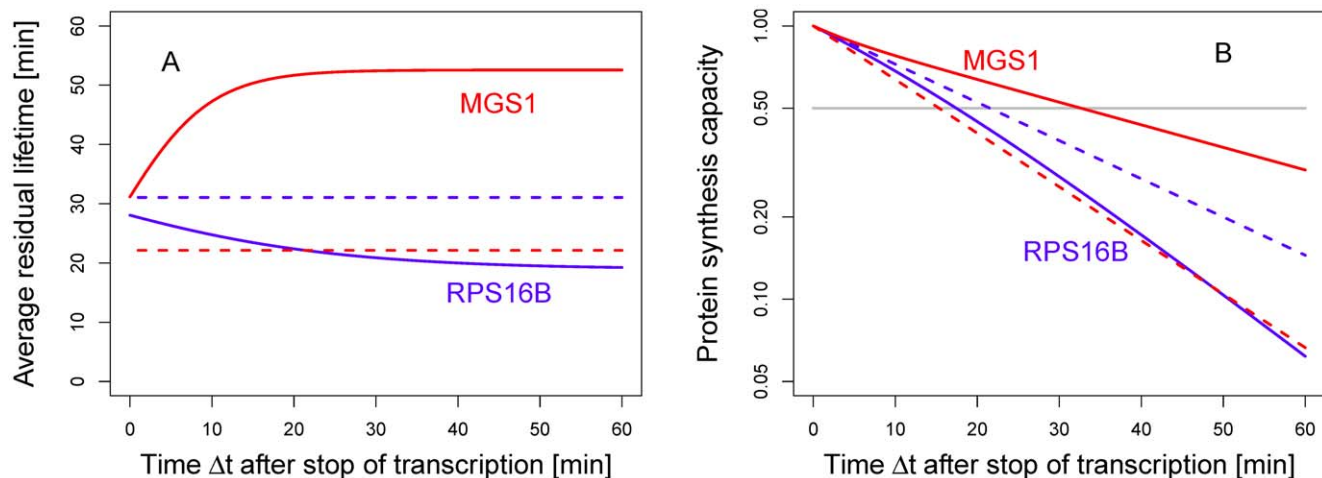 Average residual lifetime [min]
0
10
20
30
40
50
60
A
MGS1
RPS16B
0 10 20 30 40 50 60
Time Δt after stop of transcription [min]
Protein synthesis capacity
0.05
0.10
0.20
0.50
1.00
B
MGS1
RPS16B
0 10 20 30 40 50 60
Time Δt after stop of transcription [min]